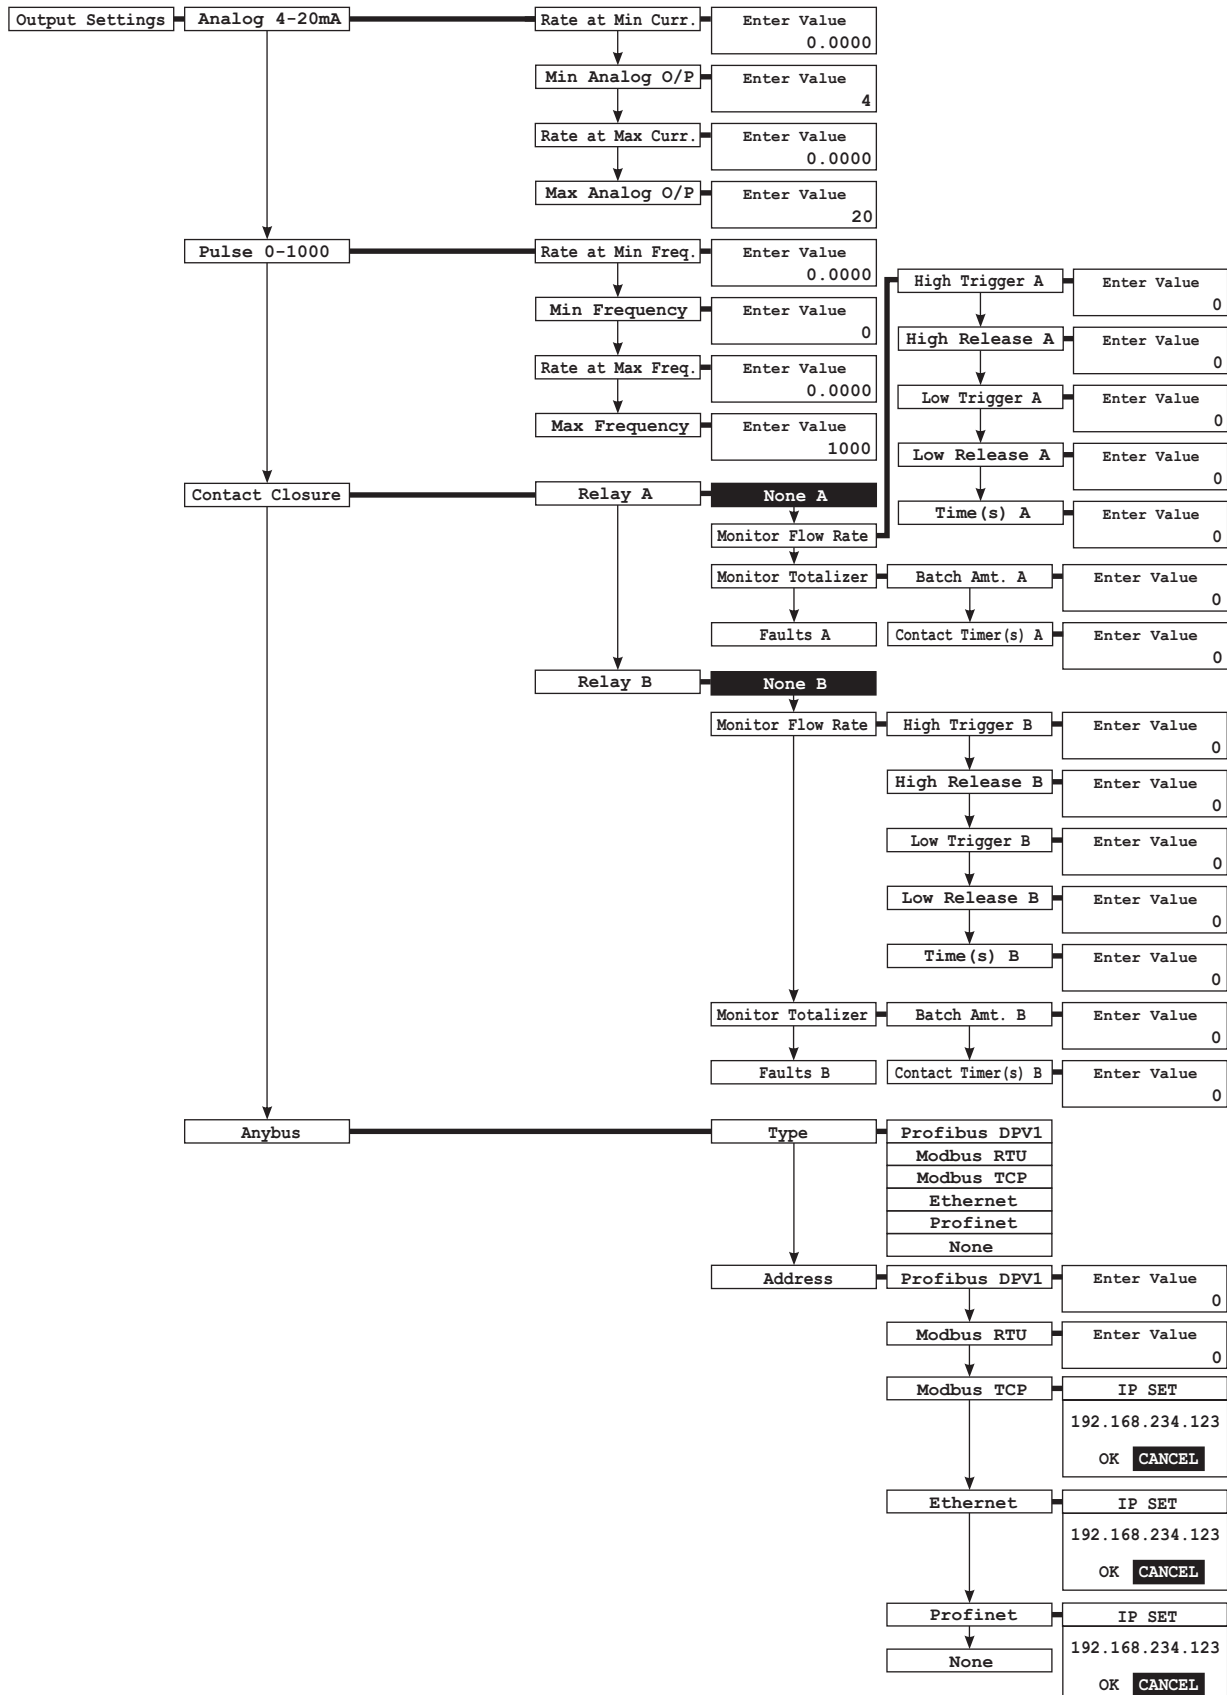 Output Settings
Analog 4-20mA
Rate at Min Curr.
Enter Value
0.0000
Min Analog O/P
Enter Value
4
Rate at Max Curr.
Enter Value
0.0000
Max Analog O/P
Enter Value
20
Pulse 0-1000
Rate at Min Freq.
Enter Value
0.0000
Min Frequency
Enter Value
0
Rate at Max Freq.
Enter Value
0.0000
Max Frequency
Enter Value
1000
Contact Closure
Relay A
None A
Monitor Flow Rate
High Trigger A
Enter Value
0
High Release A
Enter Value
0
Low Trigger A
Enter Value
0
Low Release A
Enter Value
0
Time(s) A
Enter Value
0
Monitor Totalizer
Batch Amt. A
Enter Value
0
Faults A
Contact Timer(s) A
Enter Value
0
Relay B
None B
Monitor Flow Rate
High Trigger B
Enter Value
0
High Release B
Enter Value
0
Low Trigger B
Enter Value
0
Low Release B
Enter Value
0
Time(s) B
Enter Value
0
Monitor Totalizer
Batch Amt. B
Enter Value
0
Faults B
Contact Timer(s) B
Enter Value
0
Anybus
Type
Profibus DPV1
Modbus RTU
Modbus TCP
Ethernet
Profinet
None
Address
Profibus DPV1
Enter Value
0
Modbus RTU
Enter Value
0
Modbus TCP
IP SET
192.168.234.123
OK CANCEL
Ethernet
IP SET
192.168.234.123
OK CANCEL
Profinet
IP SET
192.168.234.123
OK CANCEL
None